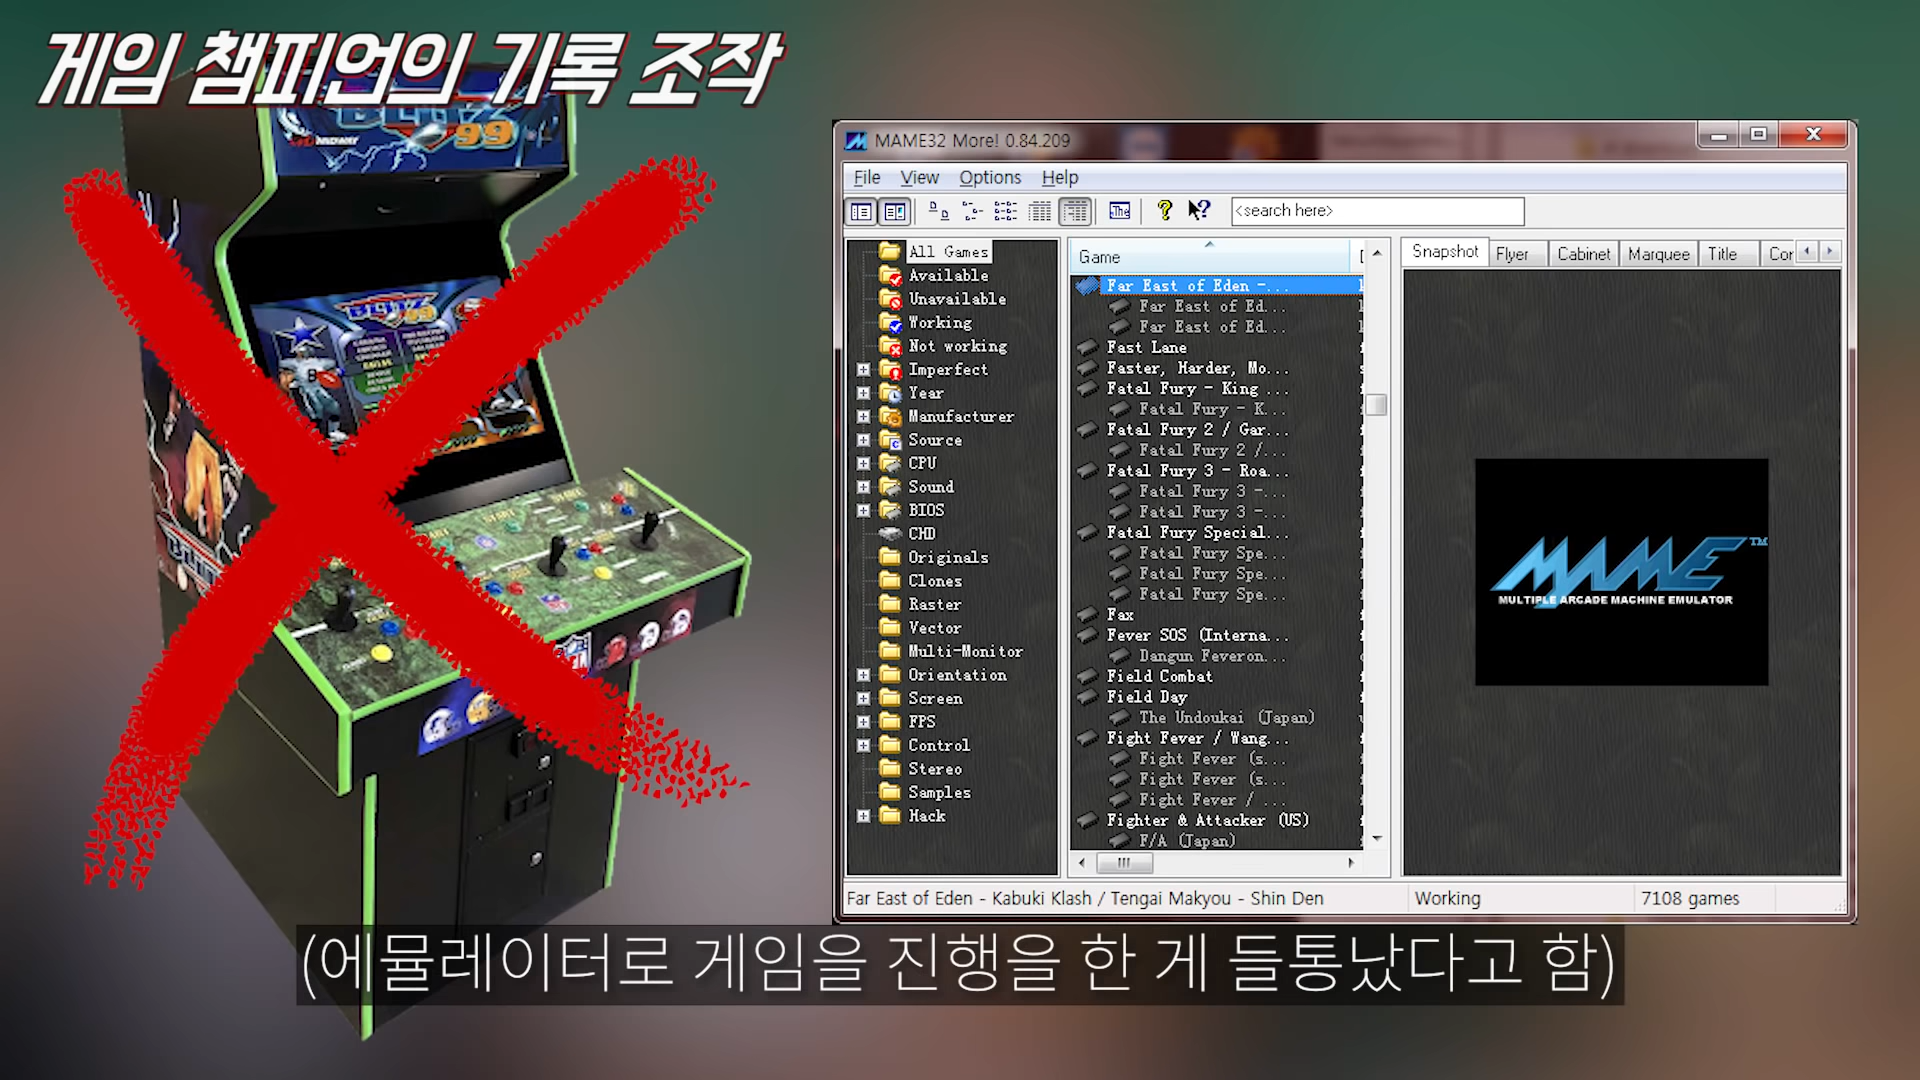 게임 챔피언의 기록 조작
BLITZ
99
MIDWAY
BLITZ
99
MAME32 More! 0.84.209
File View Options Help
<search here>
All Games
Available
Unavailable
Working
Not working
Imperfect
Year
Manufacturer
Source
CPU
Sound
BIOS
CHD
Originals
Clones
Raster
Vector
Multi-Monitor
Orientation
Screen
FPS
Control
Stereo
Samples
Hack
Game
Far East of Eden -...
Far East of Ed...
Far East of Ed...
Fast Lane
Faster, Harder, Mo...
Fatal Fury - King ...
Fatal Fury - K...
Fatal Fury 2 / Gar...
Fatal Fury 2 /...
Fatal Fury 3 - Roa...
Fatal Fury 3 -...
Fatal Fury 3 -...
Fatal Fury Special...
Fatal Fury Spe...
Fatal Fury Spe...
Fatal Fury Spe...
Fax
Fever SOS (Interna...
Dangun Feveron...
Field Combat
Field Day
The Undoukai (Japan)
Fight Fever / Wang...
Fight Fever (s...
Fight Fever (s...
Fight Fever / ...
Fighter & Attacker (US)
F/A (Japan)
Snapshot Flyer Cabinet Marquee Title Cor
MAME™
MULTIPLE ARCADE MACHINE EMULATOR
Far East of Eden - Kabuki Klash / Tengai Makyou - Shin Den Working 7108 games
(에뮬레이터로 게임을 진행을 한 게 들통났다고 함)